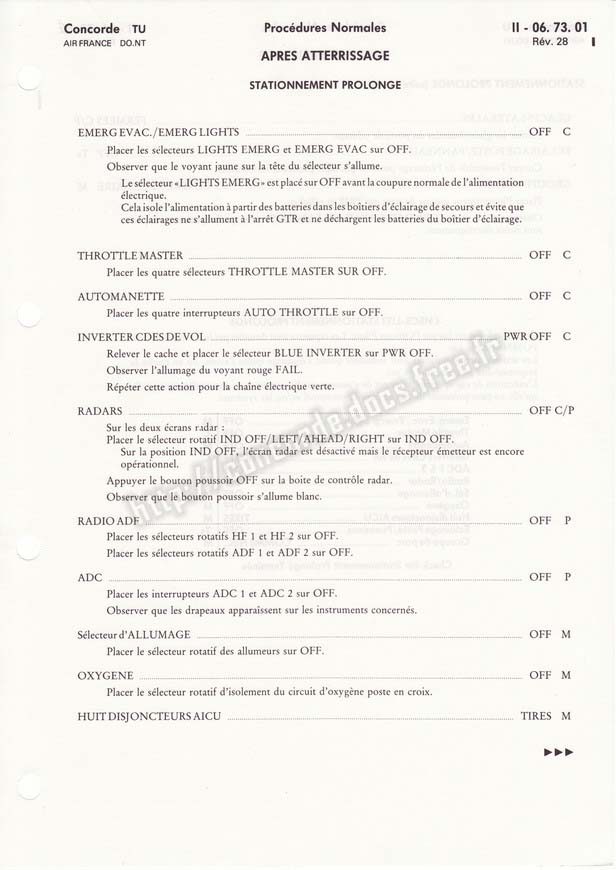 Concorde TU Procédures Normales II - 06. 73. 01
AIR FRANCE DO.NT Rév. 28
APRES ATTERRISSAGE
STATIONNEMENT PROLONGE
EMERG EVAC./EMERG LIGHTS OFF C
Placer les sélecteurs LIGHTS EMERG et EMERG EVAC sur OFF.
Observer que le voyant jaune sur la tête du sélecteur s'allume.
Le sélecteur «LIGHTS EMERG» est placé sur OFF avant la coupure normale de l'alimentation
électrique.
Cela isole l'alimentation à partir des batteries dans les boîtiers d'éclairage de secours et évite que
ces éclairages ne s'allument à l'arrêt GTR et ne déchargent les batteries du boîtier d'éclairage.
THROTTLE MASTER OFF C
Placer les quatre sélecteurs THROTTLE MASTER SUR OFF.
AUTOMANETTE OFF C
Placer les quatre interrupteurs AUTO THROTTLE sur OFF.
INVERTER CDES DE VOL PWR OFF C
Relever le cache et placer le sélecteur BLUE INVERTER sur PWR OFF.
Observer l'allumage du voyant rouge FAIL.
Répéter cette action pour la chaîne électrique verte.
RADARS OFF C/P
Sur les deux écrans radar :
Placer le sélecteur rotatif IND OFF/LEFT/AHEAD/RIGHT sur IND OFF.
Sur la position IND OFF, l'écran radar est désactivé mais le récepteur émetteur est encore
opérationnel.
Appuyer le bouton poussoir OFF sur la boite de contrôle radar.
Observer que le bouton poussoir s'allume blanc.
RADIO ADF OFF P
Placer les sélecteurs rotatifs HF 1 et HF 2 sur OFF.
Placer les sélecteurs rotatifs ADF 1 et ADF 2 sur OFF.
ADC OFF P
Placer les interrupteurs ADC 1 et ADC 2 sur OFF.
Observer que les drapeaux apparaîssent sur les instruments concernés.
Sélecteur d'ALLUMAGE OFF M
Placer le sélecteur rotatif des allumeurs sur OFF.
OXYGENE OFF M
Placer le sélecteur rotatif d'isolement du circuit d'oxygène poste en croix.
HUIT DISJONCTEURS AICU TIRES M
http://concorde.docs.free.fr